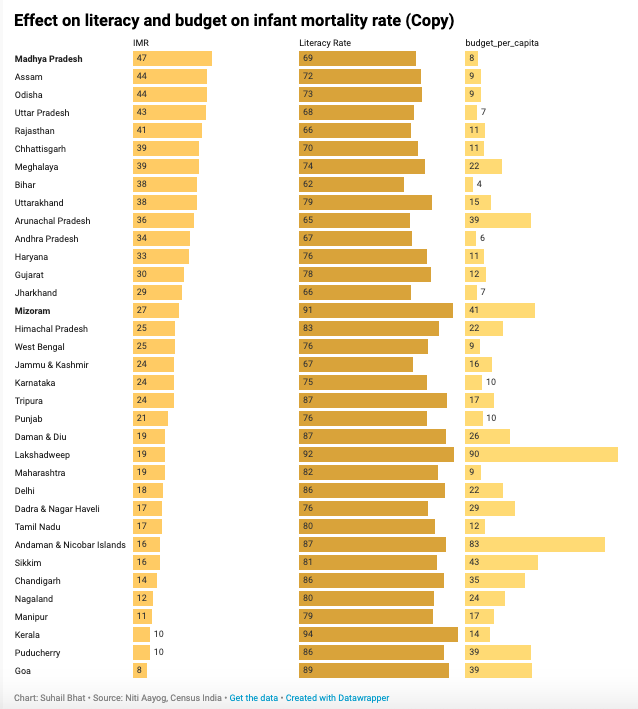 Effect on literacy and budget on infant mortality rate (Copy)
IMR Literacy Rate budget_per_capita
Madhya Pradesh 47 69 8
Assam 44 72 9
Odisha 44 73 9
Uttar Pradesh 43 68 7
Rajasthan 41 66 11
Chhattisgarh 39 70 11
Meghalaya 39 74 22
Bihar 38 62 4
Uttarakhand 38 79 15
Arunachal Pradesh 36 65 39
Andhra Pradesh 34 67 6
Haryana 33 76 11
Gujarat 30 78 12
Jharkhand 29 66 7
Mizoram 27 91 41
Himachal Pradesh 25 83 22
West Bengal 25 76 9
Jammu & Kashmir 24 67 16
Karnataka 24 75 10
Tripura 24 87 17
Punjab 21 76 10
Daman & Diu 19 87 26
Lakshadweep 19 92 90
Maharashtra 19 82 9
Delhi 18 86 22
Dadra & Nagar Haveli 17 76 29
Tamil Nadu 17 80 12
Andaman & Nicobar Islands 16 87 83
Sikkim 16 81 43
Chandigarh 14 86 35
Nagaland 12 80 24
Manipur 11 79 17
Kerala 10 94 14
Puducherry 10 86 39
Goa 8 89 39
Chart: Suhail Bhat • Source: Niti Aayog, Census India • Get the data • Created with Datawrapper